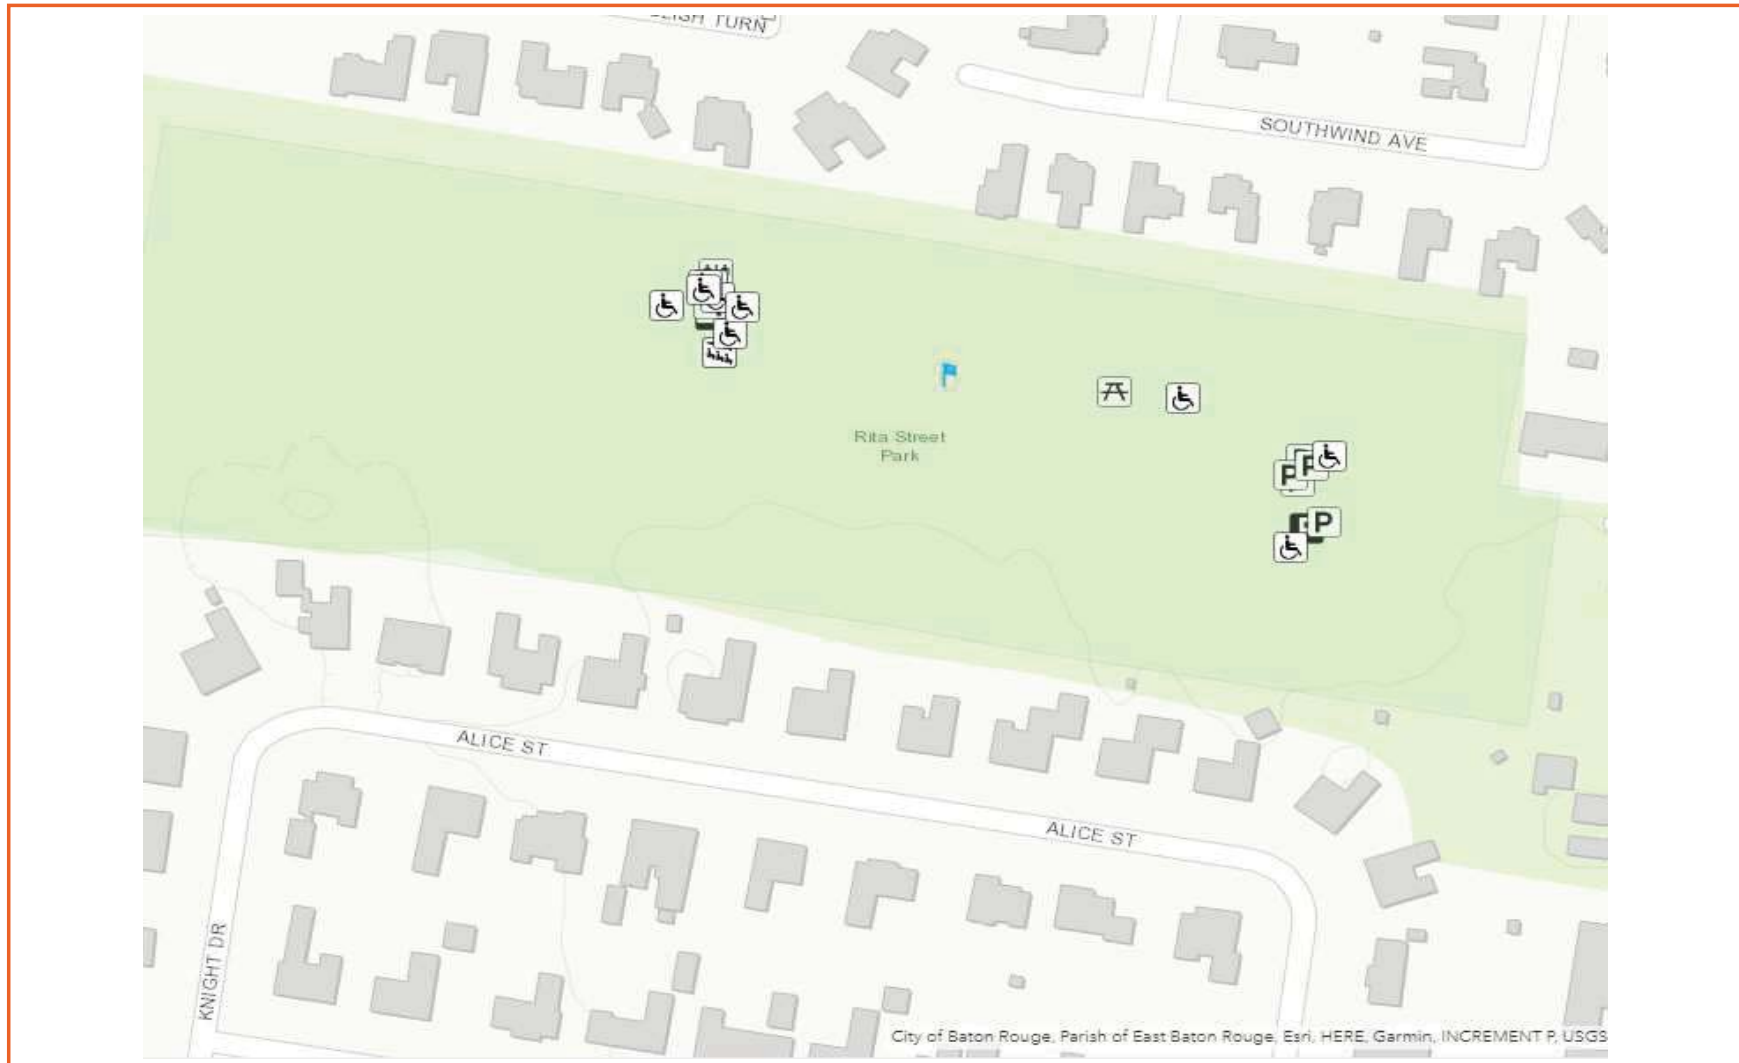 TURN
SOUTHWIND AVE
Rita Street
Park
P
P
P
ALICE ST
ALICE ST
KNIGHT DR
City of Baton Rouge, Parish of East Baton Rouge, Esri, HERE, Garmin, INCREMENT P, USGS